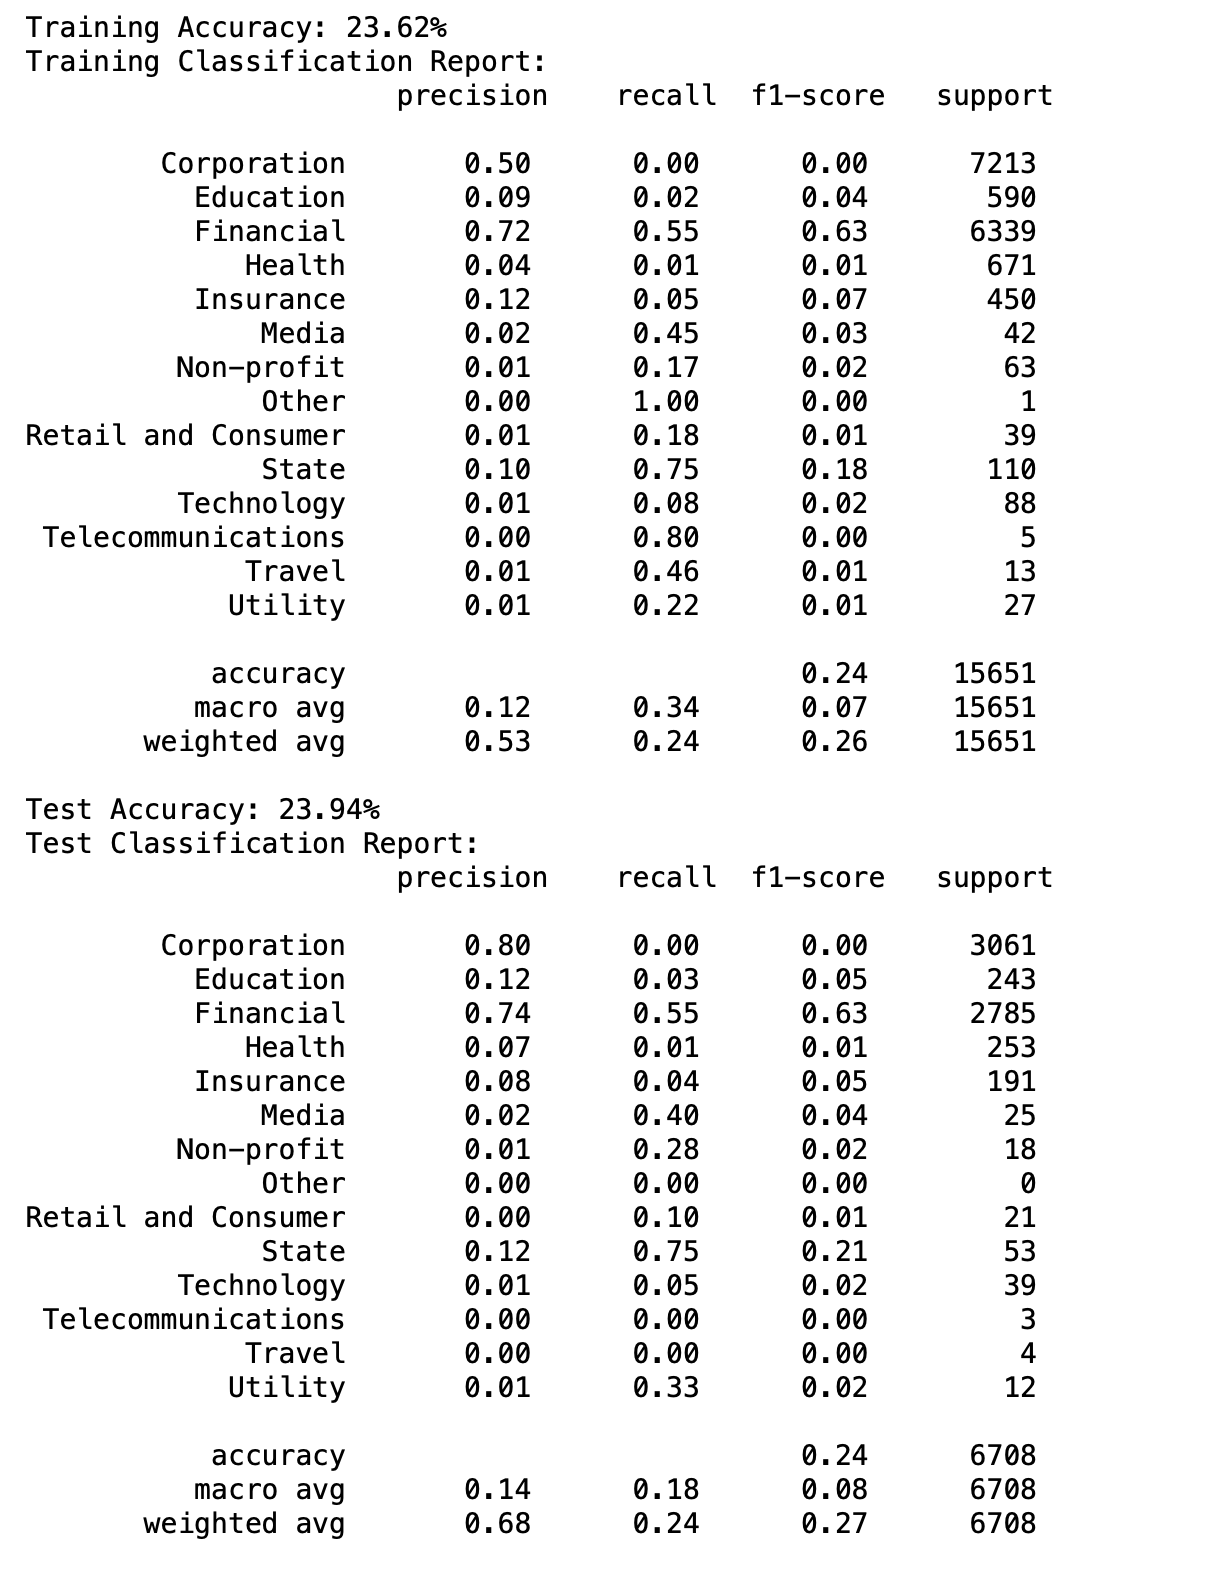 Training Accuracy: 23.62%
Training Classification Report:
precision recall f1-score support
Corporation 0.50 0.00 0.00 7213
Education 0.09 0.02 0.04 590
Financial 0.72 0.55 0.63 6339
Health 0.04 0.01 0.01 671
Insurance 0.12 0.05 0.07 450
Media 0.02 0.45 0.03 42
Non-profit 0.01 0.17 0.02 63
Other 0.00 1.00 0.00 1
Retail and Consumer 0.01 0.18 0.01 39
State 0.10 0.75 0.18 110
Technology 0.01 0.08 0.02 88
Telecommunications 0.00 0.80 0.00 5
Travel 0.01 0.46 0.01 13
Utility 0.01 0.22 0.01 27
accuracy 0.24 15651
macro avg 0.12 0.34 0.07 15651
weighted avg 0.53 0.24 0.26 15651
Test Accuracy: 23.94%
Test Classification Report:
precision recall f1-score support
Corporation 0.80 0.00 0.00 3061
Education 0.12 0.03 0.05 243
Financial 0.74 0.55 0.63 2785
Health 0.07 0.01 0.01 253
Insurance 0.08 0.04 0.05 191
Media 0.02 0.40 0.04 25
Non-profit 0.01 0.28 0.02 18
Other 0.00 0.00 0.00 0
Retail and Consumer 0.00 0.10 0.01 21
State 0.12 0.75 0.21 53
Technology 0.01 0.05 0.02 39
Telecommunications 0.00 0.00 0.00 3
Travel 0.00 0.00 0.00 4
Utility 0.01 0.33 0.02 12
accuracy 0.24 6708
macro avg 0.14 0.18 0.08 6708
weighted avg 0.68 0.24 0.27 6708